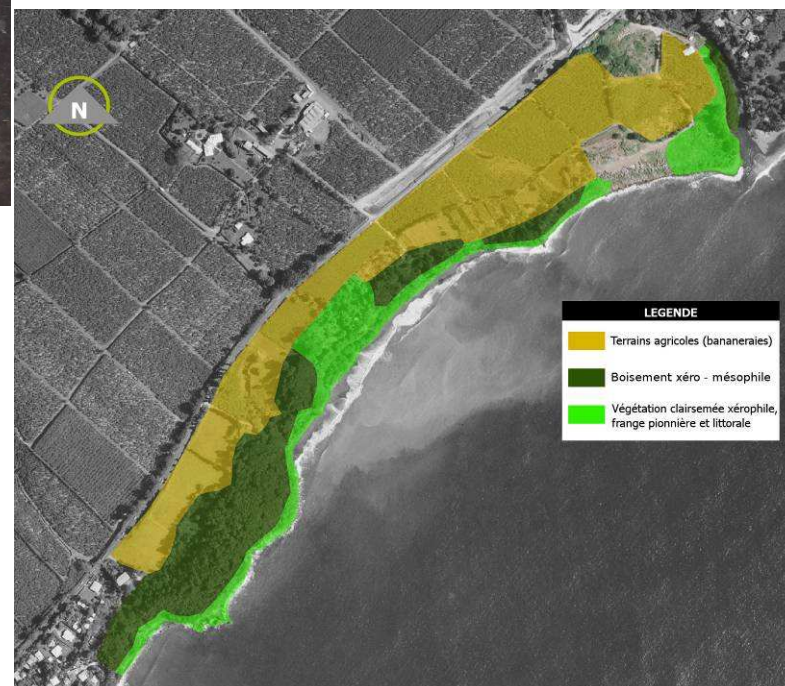 N
LEGENDE
Terrains agricoles (bananeraies)
Boisement xéro - mésophile
Végétation clairsemée xérophile,
frange pionnière et littorale